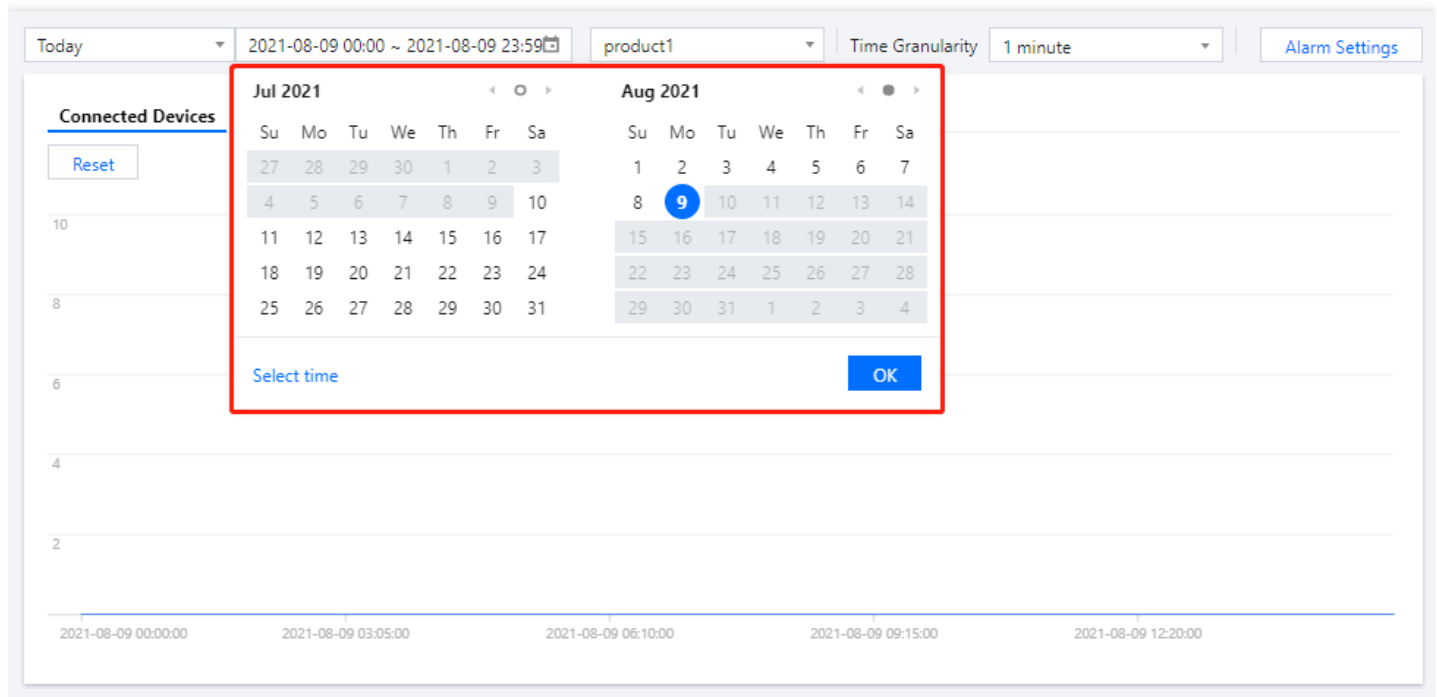 Today 2021-08-09 00:00 ~ 2021-08-09 23:59 product1 Time Granularity 1 minute Alarm Settings
Connected Devices
Reset
Jul 2021
Su Mo Tu We Th Fr Sa
27 28 29 30 1 2 3
4 5 6 7 8 9 10
11 12 13 14 15 16 17
18 19 20 21 22 23 24
25 26 27 28 29 30 31
Aug 2021
Su Mo Tu We Th Fr Sa
1 2 3 4 5 6 7
8 9 10 11 12 13 14
15 16 17 18 19 20 21
22 23 24 25 26 27 28
29 30 31 1 2 3 4
Select time OK
10
8
6
4
2
2021-08-09 00:00:00 2021-08-09 03:05:00 2021-08-09 06:10:00 2021-08-09 09:15:00 2021-08-09 12:20:00